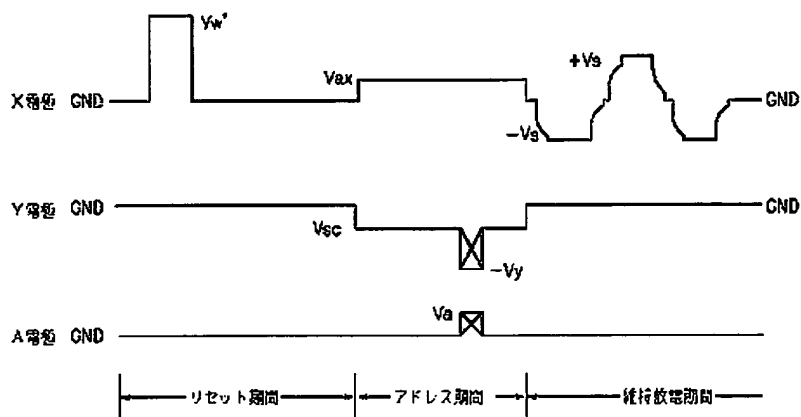 Vw'
+Vs
Vax
X電極 GND
GND
−Vs
Y電極 GND
GND
Vsc
−Vy
Va
A電極 GND
リセット期間
アドレス期間
維持放電期間